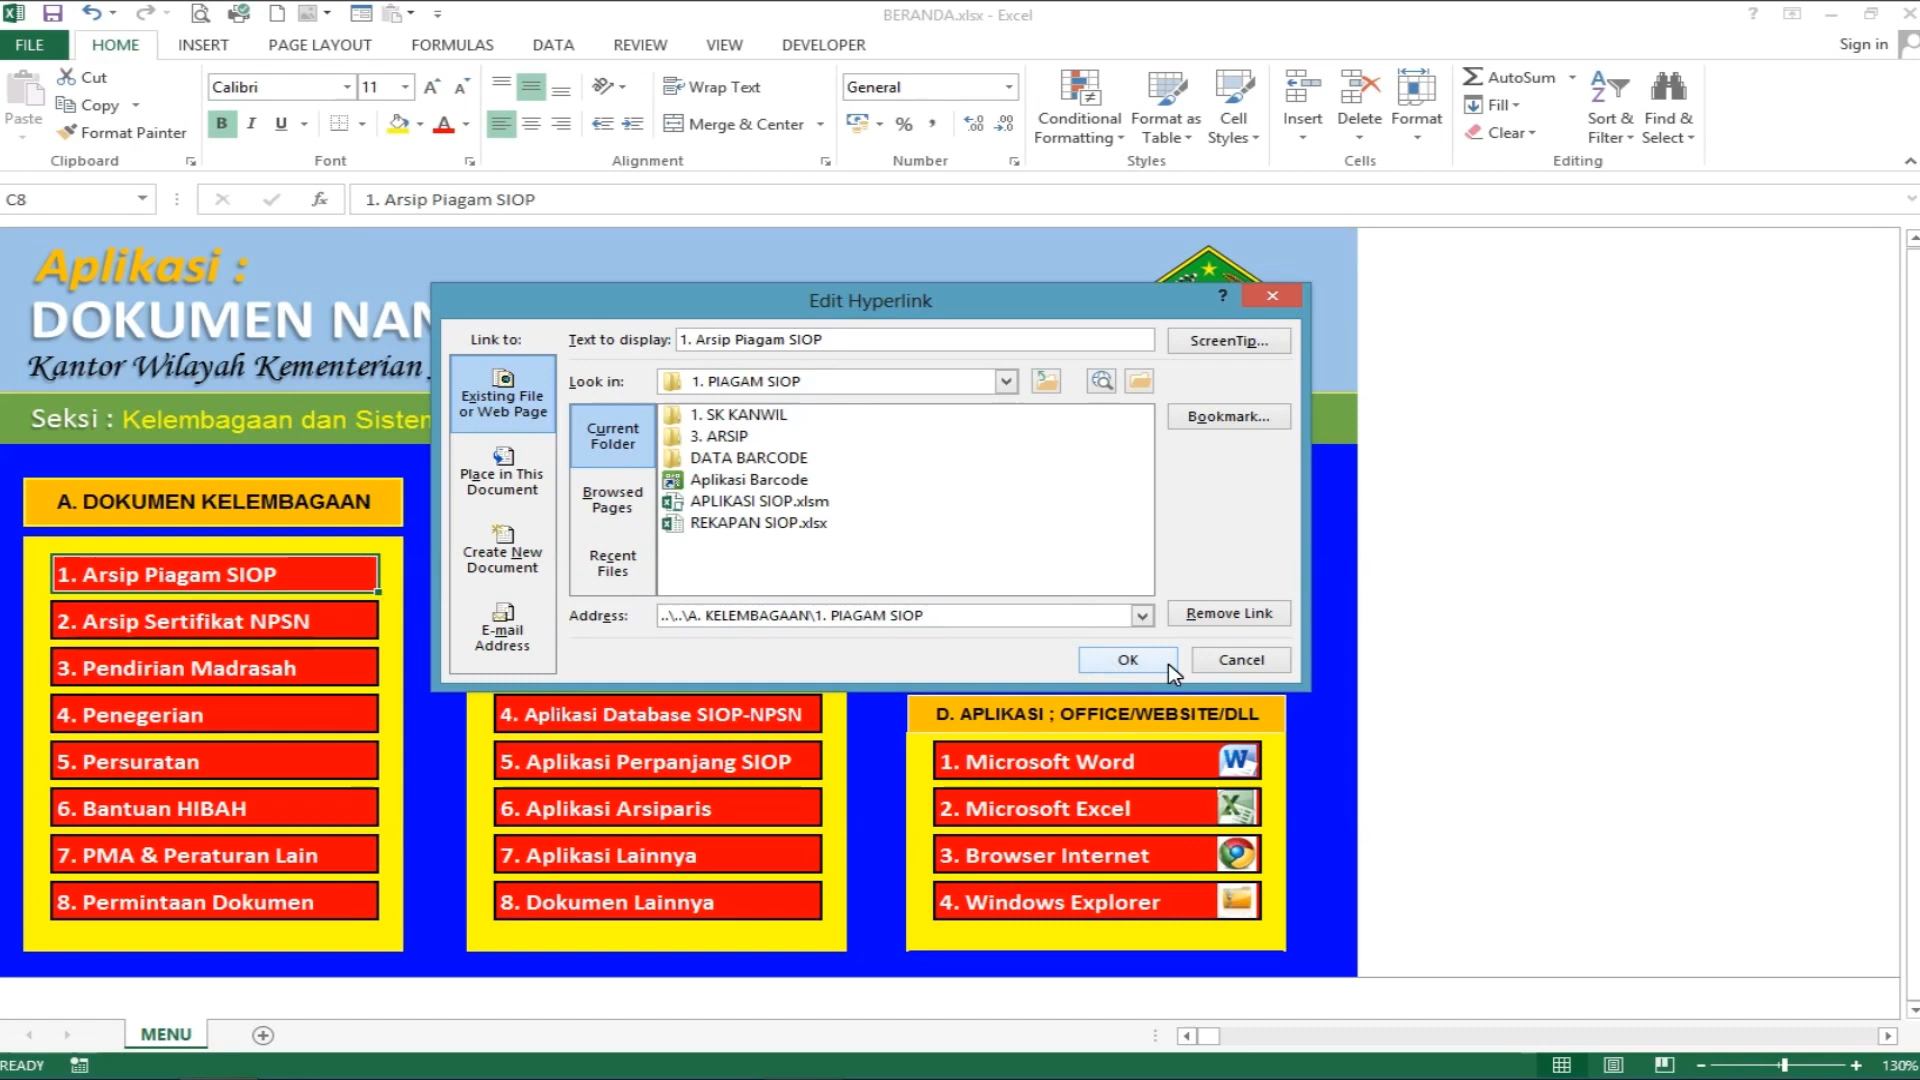 BERANDA.xlsx - Excel
FILE
HOME
INSERT
PAGE LAYOUT
FORMULAS
DATA
REVIEW
VIEW
DEVELOPER
Sign in
Paste
Cut
Copy
Format Painter
Clipboard
Calibri
11
B I U
Font
Wrap Text
Merge & Center
Alignment
General
Number
Conditional Formatting
Format as Table
Cell Styles
Styles
Insert
Delete
Format
Cells
AutoSum
Fill
Clear
Sort & Filter
Find & Select
Editing
C8
fx
1. Arsip Piagam SIOP
Aplikasi :
DOKUMEN
Kantor Wilayah Kementerian
Seksi : Kelembagaan dan
Edit Hyperlink
?
Link to:
Text to display:
1. Arsip Piagam SIOP
ScreenTip...
Existing File or Web Page
Place in This Document
Create New Document
E-mail Address
Look in:
1. PIAGAM SIOP
Current Folder
Browsed Pages
Recent Files
1. SK KANWIL
3. ARSIP
DATA BARCODE
Aplikasi Barcode
APLIKASI SIOP.xlsm
REKAPAN SIOP.xlsx
Bookmark...
Address:
..\..\A. KELEMBAGAAN\1. PIAGAM SIOP
Remove Link
OK
Cancel
A. DOKUMEN KELEMBAGAAN
1. Arsip Piagam SIOP
2. Arsip Sertifikat NPSN
3. Pendirian Madrasah
4. Penegerian
5. Persuratan
6. Bantuan HIBAH
7. PMA & Peraturan Lain
8. Permintaan Dokumen
4. Aplikasi Database SIOP-NPSN
5. Aplikasi Perpanjang SIOP
6. Aplikasi Arsiparis
7. Aplikasi Lainnya
8. Dokumen Lainnya
D. APLIKASI ; OFFICE/WEBSITE/DLL
1. Microsoft Word
2. Microsoft Excel
3. Browser Internet
4. Windows Explorer
MENU
READY
130%